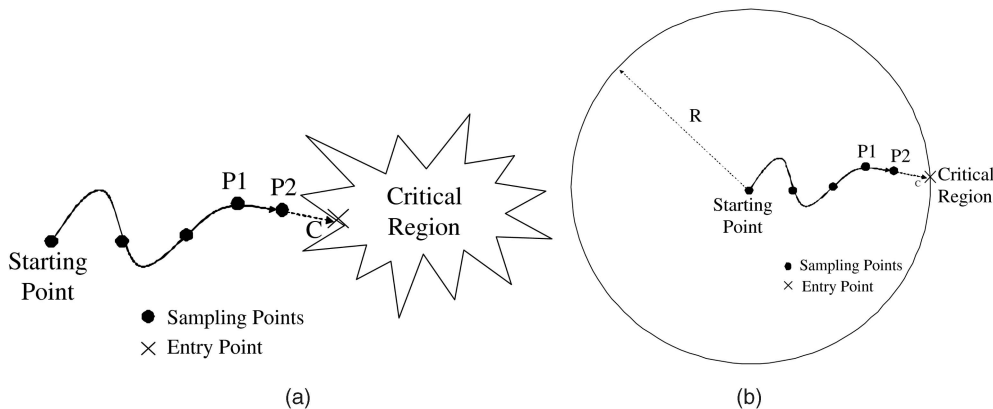 P1
P2
C
Critical
Region
Starting
Point
Sampling Points
Entry Point
(a)
R
P1
P2
C
Critical
Region
Starting
Point
Sampling Points
Entry Point
(b)